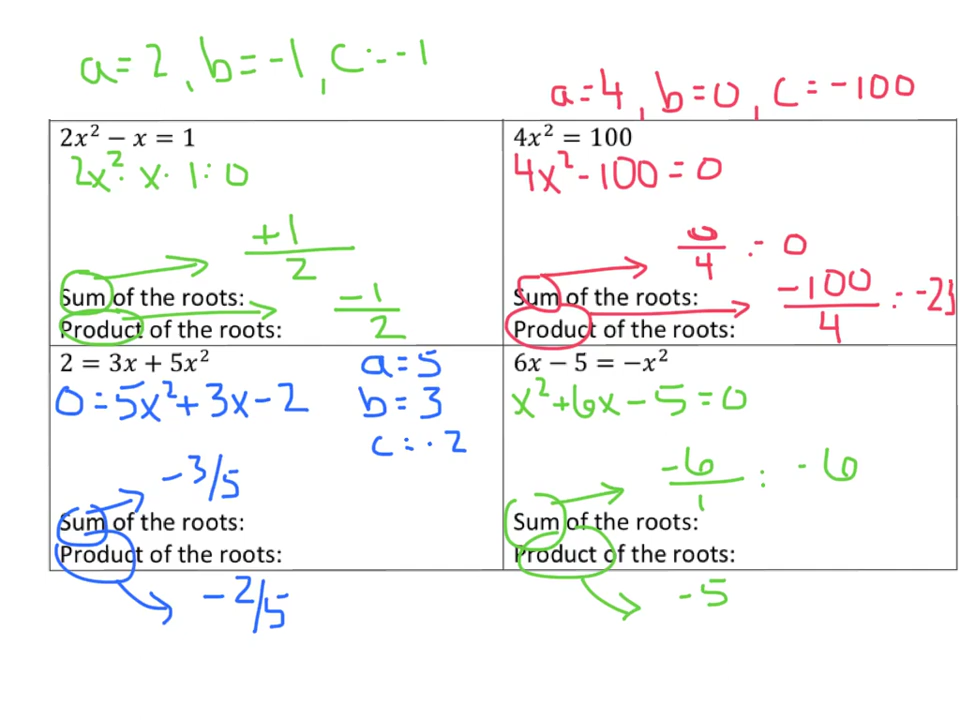 a=2, b=-1, c=-1
a=4, b=0, c=-100
2x² − x = 1
2x²-x-1=0
+1/2
Sum of the roots:
-1/2
Product of the roots:
4x² = 100
4x²-100=0
0/4 = 0
Sum of the roots:
-100/4 = -25
Product of the roots:
2 = 3x + 5x²
a=5
0=5x²+3x-2
b=3
c=-2
-3/5
Sum of the roots:
Product of the roots:
-2/5
6x − 5 = −x²
x²+6x-5=0
-6/1 = -6
Sum of the roots:
Product of the roots:
-5